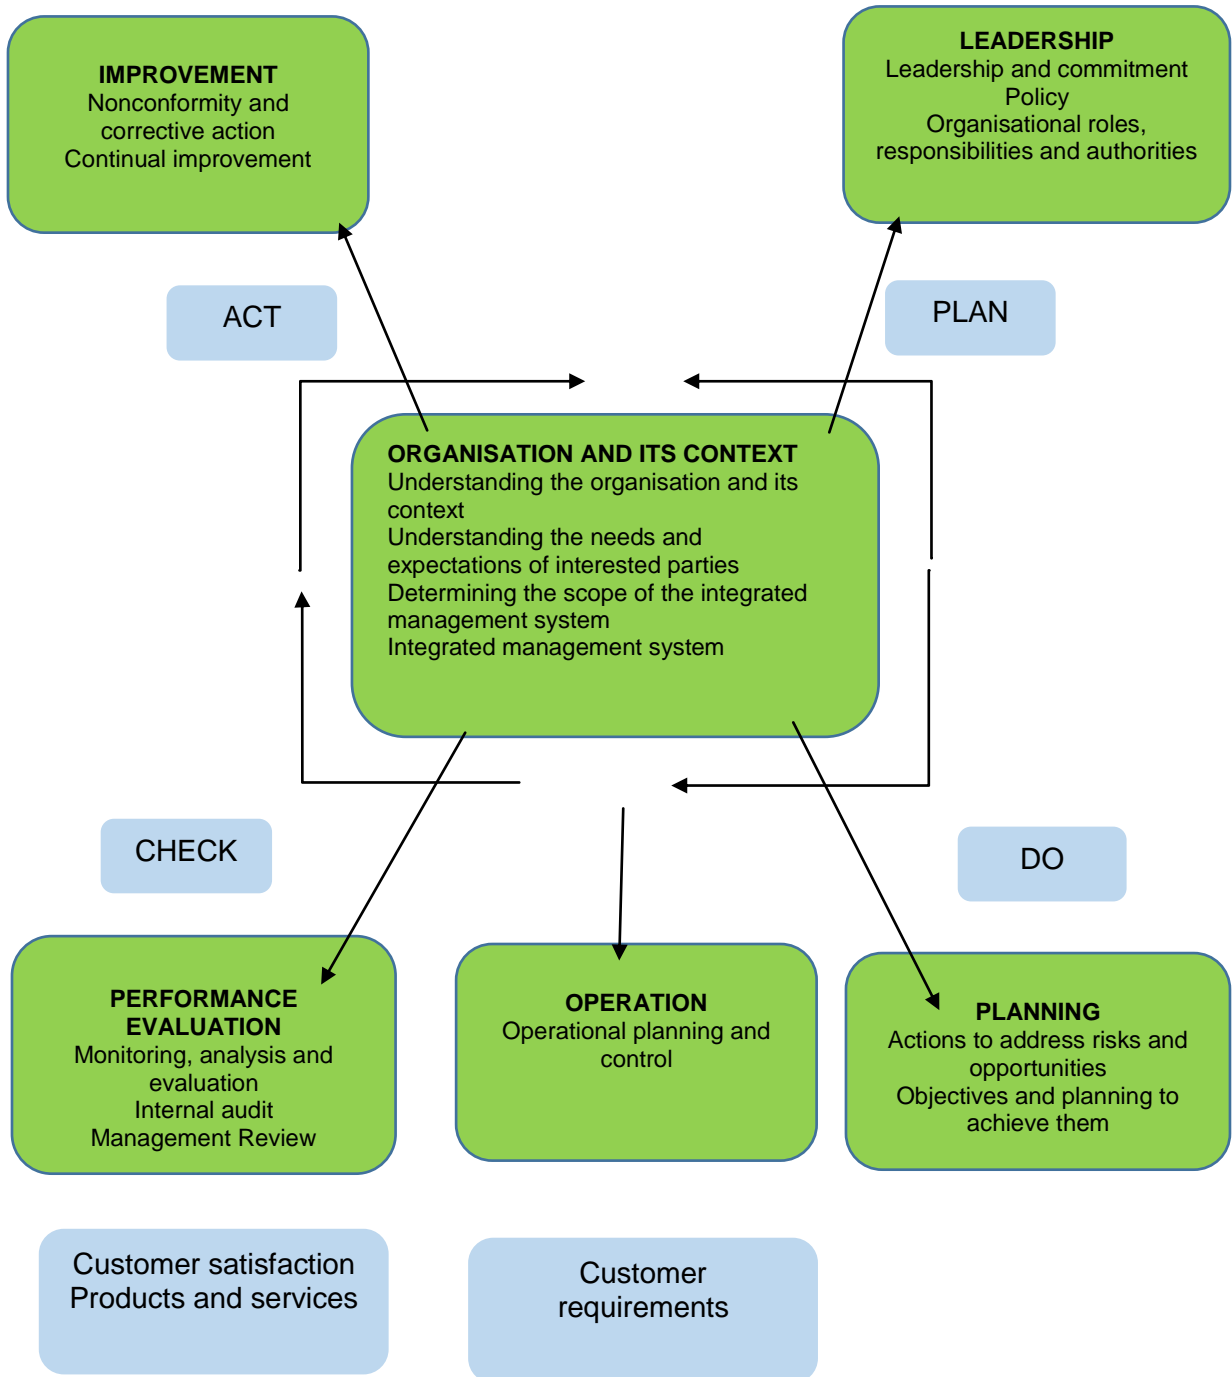 IMPROVEMENT
Nonconformity and
corrective action
Continual improvement
LEADERSHIP
Leadership and commitment
Policy
Organisational roles,
responsibilities and authorities
ACT
PLAN
ORGANISATION AND ITS CONTEXT
Understanding the organisation and its
context
Understanding the needs and
expectations of interested parties
Determining the scope of the integrated
management system
Integrated management system
CHECK
DO
PERFORMANCE
EVALUATION
Monitoring, analysis and
evaluation
Internal audit
Management Review
OPERATION
Operational planning and
control
PLANNING
Actions to address risks and
opportunities
Objectives and planning to
achieve them
Customer satisfaction
Products and services
Customer
requirements